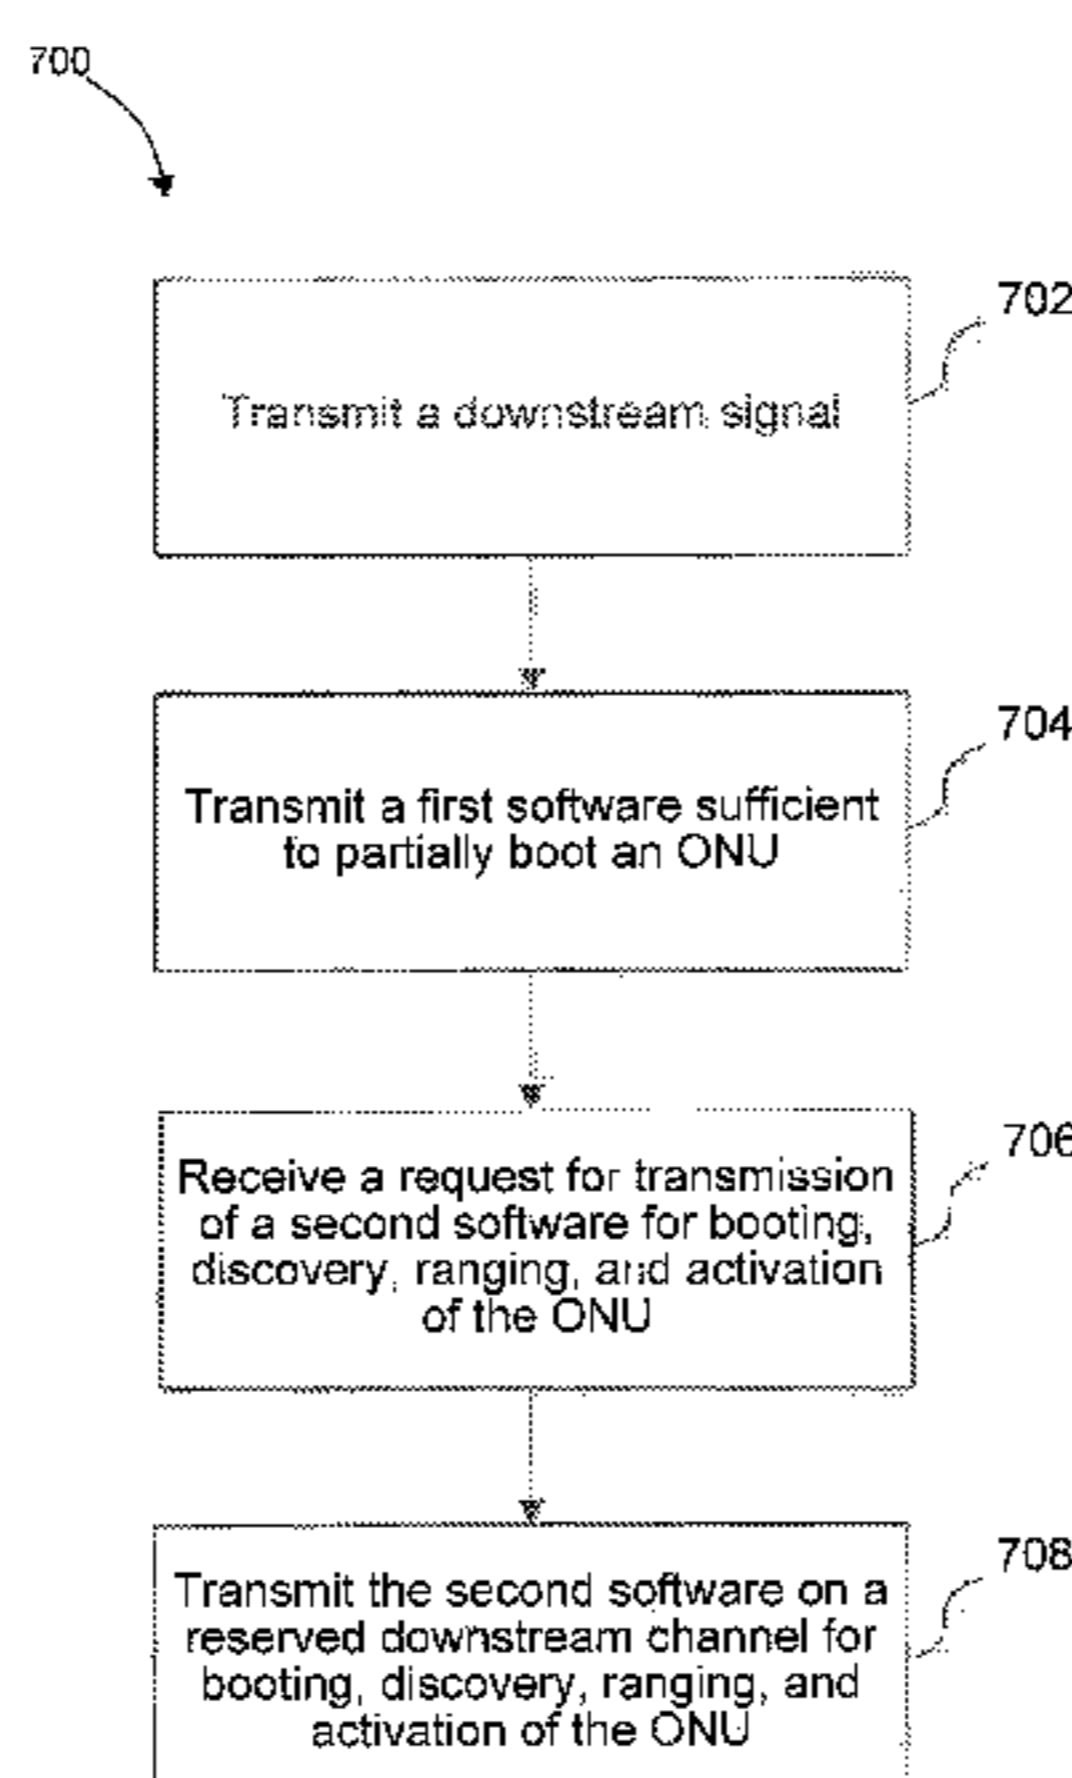 700
702
Transmit a downstream signal
704
Transmit a first software sufficient
to partially boot an ONU
706
Receive a request for transmission
of a second software for booting,
discovery, ranging, and activation
of the ONU
708
Transmit the second software on a
reserved downstream channel for
booting, discovery, ranging, and
activation of the ONU